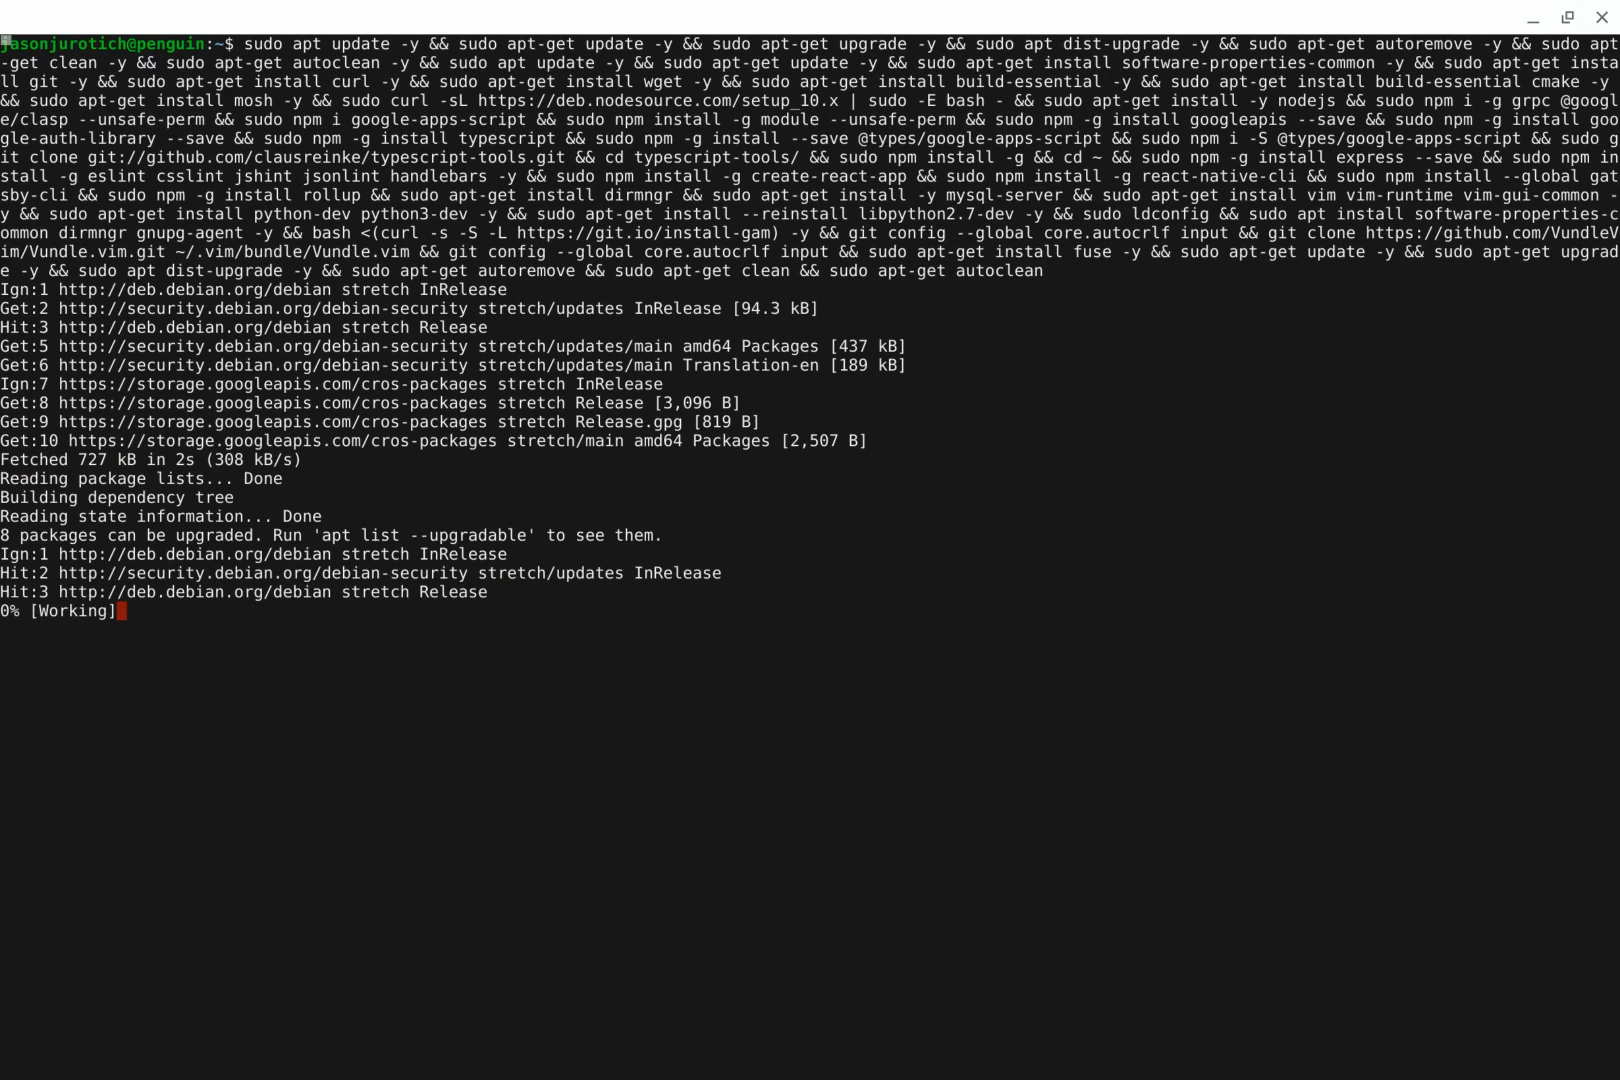 jasonjurotich@penguin:~$ sudo apt update -y && sudo apt-get update -y && sudo apt-get upgrade -y && sudo apt dist-upgrade -y && sudo apt-get autoremove -y && sudo apt
-get clean -y && sudo apt-get autoclean -y && sudo apt update -y && sudo apt-get update -y && sudo apt-get install software-properties-common -y && sudo apt-get insta
ll git -y && sudo apt-get install curl -y && sudo apt-get install wget -y && sudo apt-get install build-essential -y && sudo apt-get install build-essential cmake -y
&& sudo apt-get install mosh -y && sudo curl -sL https://deb.nodesource.com/setup_10.x | sudo -E bash - && sudo apt-get install -y nodejs && sudo npm i -g grpc @googl
e/clasp --unsafe-perm && sudo npm i google-apps-script && sudo npm install -g module --unsafe-perm && sudo npm -g install googleapis --save && sudo npm -g install goo
gle-auth-library --save && sudo npm -g install typescript && sudo npm -g install --save @types/google-apps-script && sudo npm i -S @types/google-apps-script && sudo g
it clone git://github.com/clausreinke/typescript-tools.git && cd typescript-tools/ && sudo npm install -g && cd ~ && sudo npm -g install express --save && sudo npm in
stall -g eslint csslint jshint jsonlint handlebars -y && sudo npm install -g create-react-app && sudo npm install -g react-native-cli && sudo npm install --global gat
sby-cli && sudo npm -g install rollup && sudo apt-get install dirmngr && sudo apt-get install -y mysql-server && sudo apt-get install vim vim-runtime vim-gui-common -
y && sudo apt-get install python-dev python3-dev -y && sudo apt-get install --reinstall libpython2.7-dev -y && sudo ldconfig && sudo apt install software-properties-c
ommon dirmngr gnupg-agent -y && bash <(curl -s -S -L https://git.io/install-gam) -y && git config --global core.autocrlf input && git clone https://github.com/VundleV
im/Vundle.vim.git ~/.vim/bundle/Vundle.vim && git config --global core.autocrlf input && sudo apt-get install fuse -y && sudo apt-get update -y && sudo apt-get upgrad
e -y && sudo apt dist-upgrade -y && sudo apt-get autoremove && sudo apt-get clean && sudo apt-get autoclean
Ign:1 http://deb.debian.org/debian stretch InRelease
Get:2 http://security.debian.org/debian-security stretch/updates InRelease [94.3 kB]
Hit:3 http://deb.debian.org/debian stretch Release
Get:5 http://security.debian.org/debian-security stretch/updates/main amd64 Packages [437 kB]
Get:6 http://security.debian.org/debian-security stretch/updates/main Translation-en [189 kB]
Ign:7 https://storage.googleapis.com/cros-packages stretch InRelease
Get:8 https://storage.googleapis.com/cros-packages stretch Release [3,096 B]
Get:9 https://storage.googleapis.com/cros-packages stretch Release.gpg [819 B]
Get:10 https://storage.googleapis.com/cros-packages stretch/main amd64 Packages [2,507 B]
Fetched 727 kB in 2s (308 kB/s)
Reading package lists... Done
Building dependency tree
Reading state information... Done
8 packages can be upgraded. Run 'apt list --upgradable' to see them.
Ign:1 http://deb.debian.org/debian stretch InRelease
Hit:2 http://security.debian.org/debian-security stretch/updates InRelease
Hit:3 http://deb.debian.org/debian stretch Release
0% [Working]